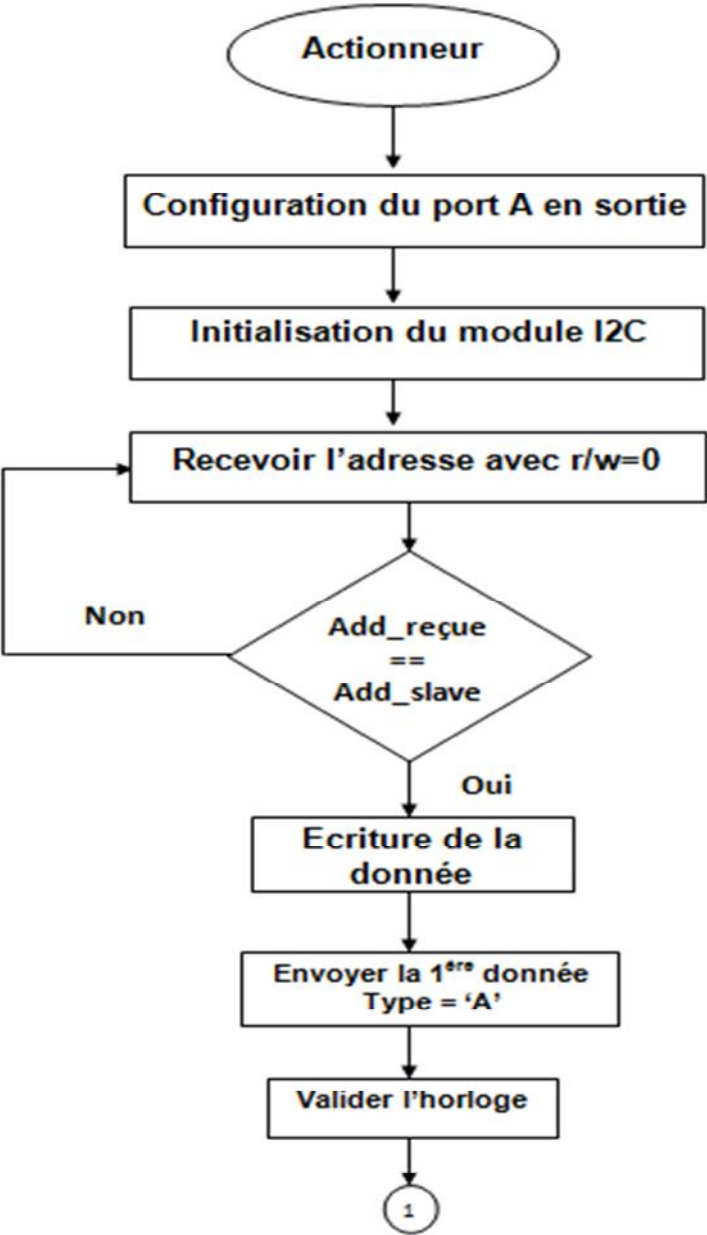 Actionneur
Configuration du port A en sortie
Initialisation du module I2C
Recevoir l'adresse avec r/w=0
Non
Add_reçue
==
Add_slave
Oui
Ecriture de la
donnée
Envoyer la 1ère donnée
Type = ‘A’
Valider l'horloge
1